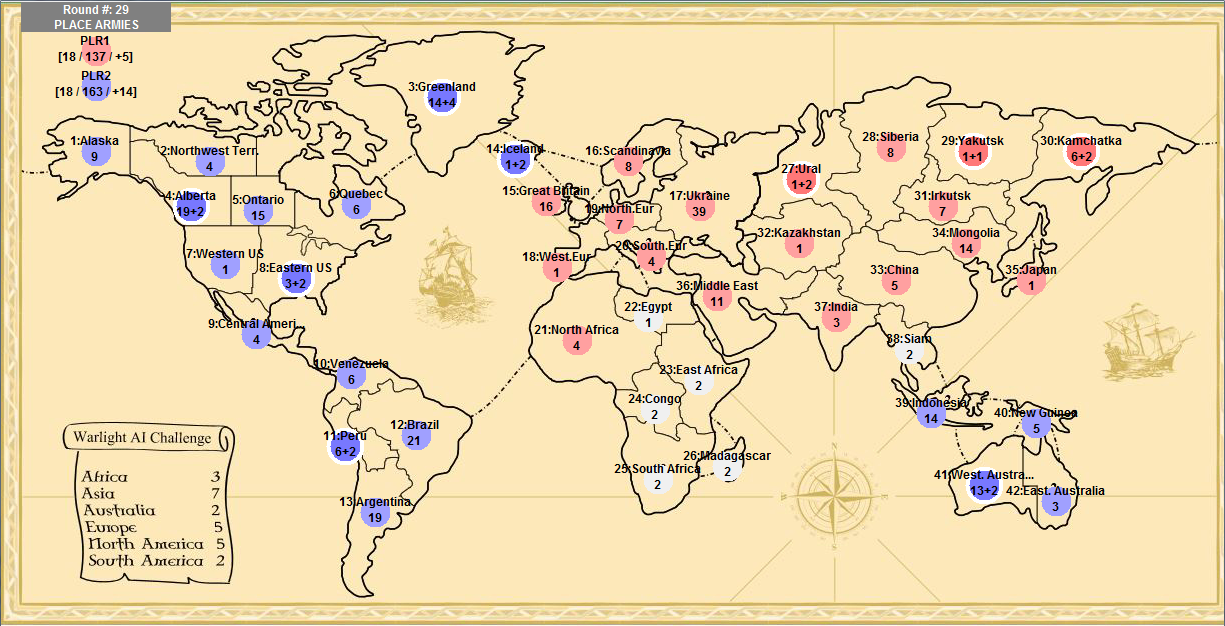 Round #: 29
PLACE ARMIES
PLR1
[18 / 137 / +5]
PLR2
[18 / 163 / +14]
3:Greenland
14+4
1:Alaska
9
2:Northwest Terr.
4
14:Iceland
1+2
16:Scandinavia
8
28:Siberia
8
29:Yakutsk
1+1
30:Kamchatka
6+2
27:Ural
1+2
4:Alberta
19+2
5:Ontario
15
6:Quebec
6
15:Great Britain
16
17:Ukraine
39
19:North.Eur
7
31:Irkutsk
7
32:Kazakhstan
1
34:Mongolia
14
7:Western US
1
8:Eastern US
3+2
18:West.Eur
1
20:South.Eur
4
33:China
5
35:Japan
1
36:Middle East
11
9:Central Ameri...
4
21:North Africa
4
22:Egypt
1
37:India
3
38:Siam
2
10:Venezuela
6
23:East Africa
2
24:Congo
2
39:Indonesia
14
40:New Guinea
5
11:Peru
6+2
12:Brazil
21
26:Madagascar
2
25:South Africa
2
41:West. Austra...
13+2
42:East. Australia
3
13:Argentina
19
Warlight AI Challenge
Africa 3
Asia 7
Australia 2
Europe 5
North America 5
South America 2
N
S